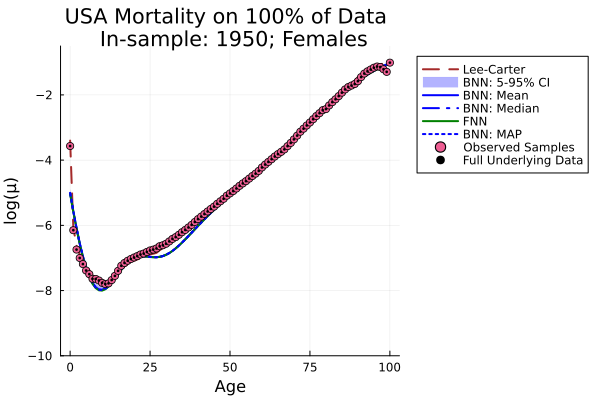 USA Mortality on 100% of Data
In-sample: 1950; Females
Lee-Carter
BNN: 5-95% CI
BNN: Mean
BNN: Median
FNN
BNN: MAP
Observed Samples
Full Underlying Data
log(μ)
−2
−4
−6
−8
−10
0
25
50
75
100
Age